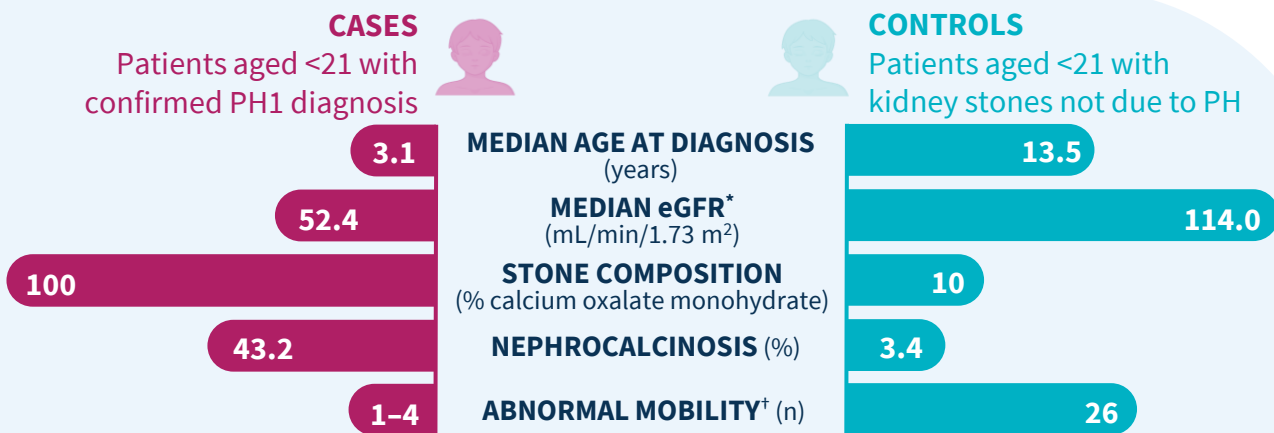 CASES
Patients aged <21 with
confirmed PH1 diagnosis
CONTROLS
Patients aged <21 with
kidney stones not due to PH
3.1
MEDIAN AGE AT DIAGNOSIS
(years)
13.5
52.4
MEDIAN eGFR*
(mL/min/1.73 m²)
114.0
100
STONE COMPOSITION
(% calcium oxalate monohydrate)
10
43.2
NEPHROCALCINOSIS (%)
3.4
1–4
ABNORMAL MOBILITY† (n)
26